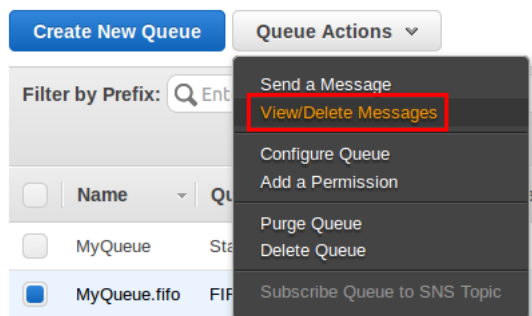 Create New Queue
Queue Actions
Filter by Prefix:
Send a Message
View/Delete Messages
Configure Queue
Add a Permission
Name
Purge Queue
MyQueue
Delete Queue
MyQueue.fifo
Subscribe Queue to SNS Topic